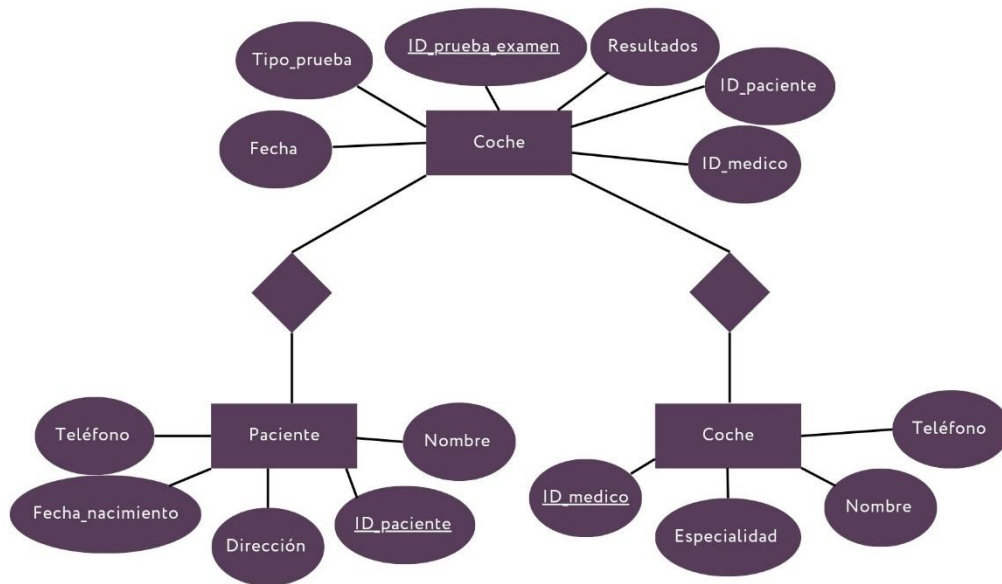 ID_prueba_examen
Resultados
Tipo_prueba
ID_paciente
Fecha
Coche
ID_medico
Teléfono
Paciente
Nombre
Fecha_nacimiento
Dirección
ID_paciente
Coche
Teléfono
ID_medico
Especialidad
Nombre